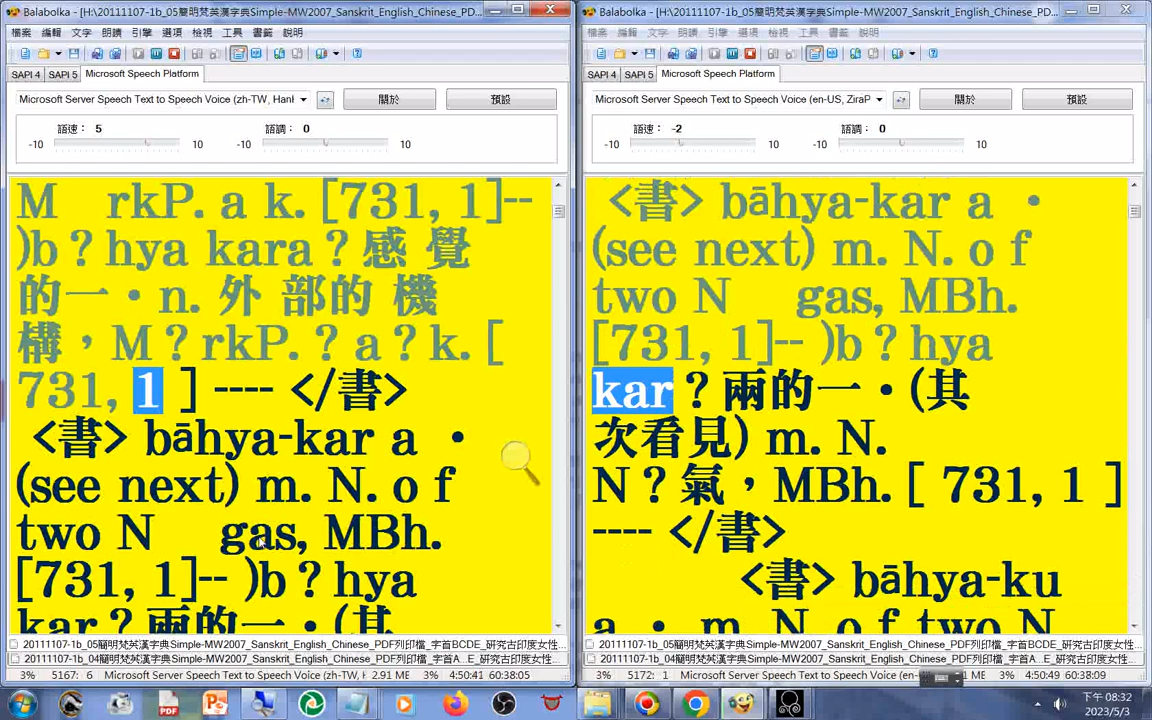 Balabolka - [H:\20111107-1b_05簡明梵英漢字典Simple-MW2007_Sanskrit_English_Chinese_PD...
檔案 編輯 文字 朗讀 引擎 選項 檢視 工具 書籤 說明
SAPI 4 SAPI 5 Microsoft Speech Platform
Microsoft Server Speech Text to Speech Voice (zh-TW, Hanl
關於
預設
語速： 5
語調： 0
-10 10 -10 10
M rkP. a k. [731, 1]--
)b？hya kara？感 覺
的一‧n. 外 部的 機
構，M？rkP.？a？k. [
731, 1 ] ---- </書>
<書> bāhya-kar a ‧
(see next) m. N. o f
two N gas, MBh.
[731, 1]-- )b？hya
kar？兩的一‧(其
20111107-1b_05簡明梵英漢字典Simple-MW2007_Sanskrit_English_Chinese_PDF列印檔_字首BCDE_研究古印度女性...
20111107-1b_04簡明梵英漢字典Simple-MW2007_Sanskrit_English_Chinese_PDF列印檔_字首A...E_研究古印度女性...
3% 5167: 6 Microsoft Server Speech Text to Speech Voice (zh-TW, H 2.91 ME 3% 4:50:41 60:38:05
Balabolka - [H:\20111107-1b_05簡明梵英漢字典Simple-MW2007_Sanskrit_English_Chinese_PD...
檔案 編輯 文字 朗讀 引擎 選項 檢視 工具 書籤 說明
SAPI 4 SAPI 5 Microsoft Speech Platform
Microsoft Server Speech Text to Speech Voice (en-US, ZiraP
關於
預設
語速： -2
語調： 0
-10 10 -10 10
<書> bāhya-kar a ‧
(see next) m. N. o f
two N gas, MBh.
[731, 1]-- )b？hya
kar？兩的一‧(其
次看見) m. N.
N？氣，MBh. [ 731, 1 ]
---- </書>
<書> bāhya-ku
a ‧ m. N. o f two N
20111107-1b_05簡明梵英漢字典Simple-MW2007_Sanskrit_English_Chinese_PDF列印檔_字首BCDE_研究古印度女性...
20111107-1b_04簡明梵英漢字典Simple-MW2007_Sanskrit_English_Chinese_PDF列印檔_字首A...E_研究古印度女性...
3% 5172: 1 Microsoft Server Speech Text to Speech Voice 3% 4:50:49 60:38:09
PDF
下午 08:32
2023/5/3